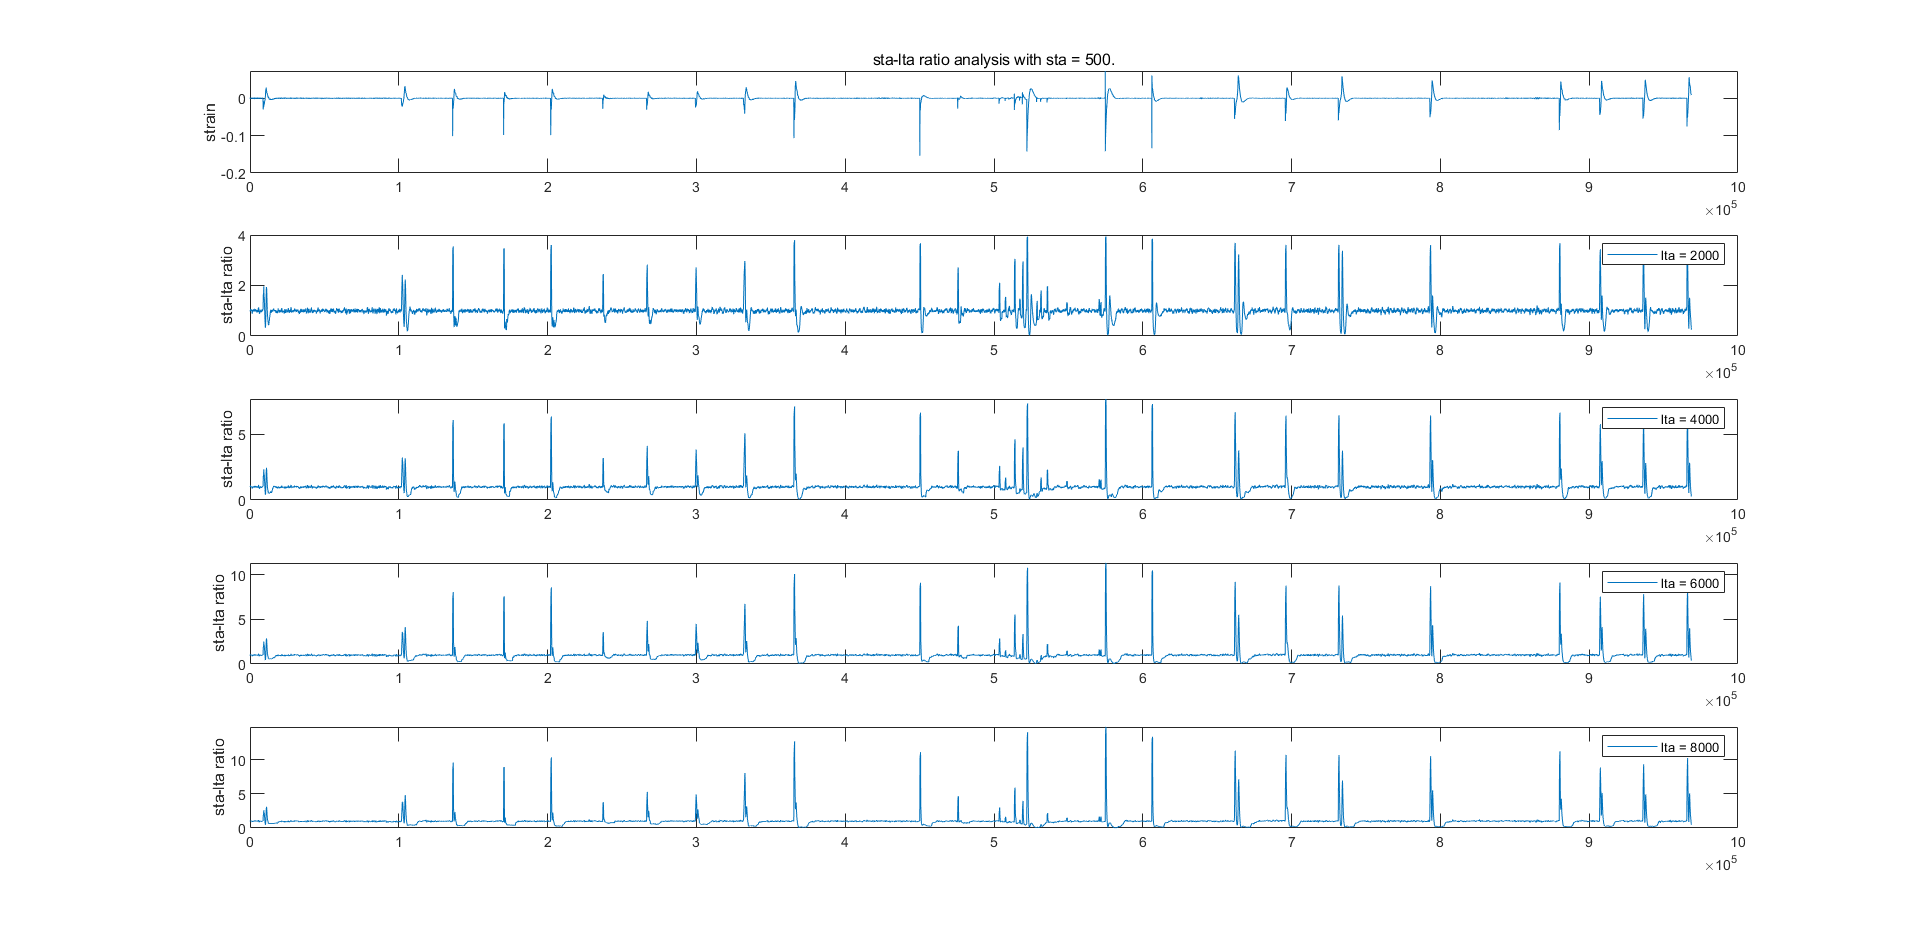 sta-lta ratio analysis with sta = 500.
strain
0
-0.1
-0.2
0 1 2 3 4 5 6 7 8 9 10
×10^5
sta-lta ratio
4
2
0
lta = 2000
0 1 2 3 4 5 6 7 8 9 10
×10^5
sta-lta ratio
5
0
lta = 4000
0 1 2 3 4 5 6 7 8 9 10
×10^5
sta-lta ratio
10
5
0
lta = 6000
0 1 2 3 4 5 6 7 8 9 10
×10^5
sta-lta ratio
10
5
0
lta = 8000
0 1 2 3 4 5 6 7 8 9 10
×10^5